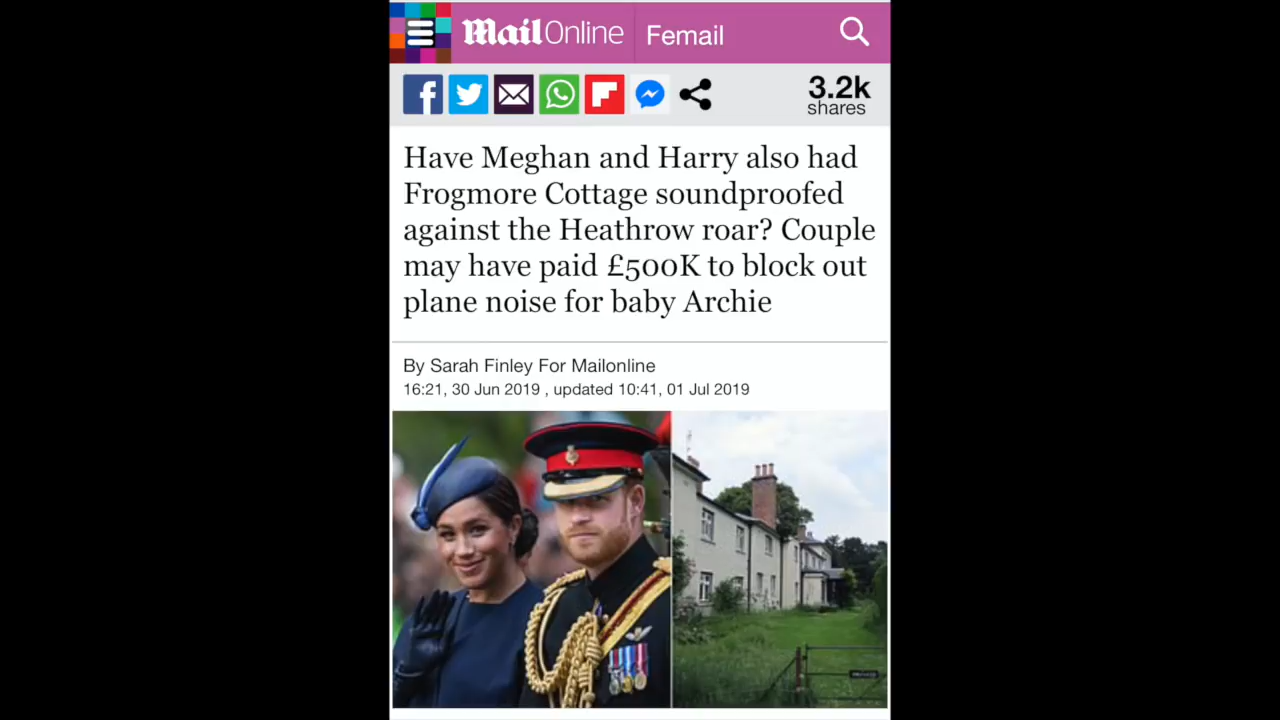 Mail Online Femail
3.2k
shares
Have Meghan and Harry also had
Frogmore Cottage soundproofed
against the Heathrow roar? Couple
may have paid £500K to block out
plane noise for baby Archie
By Sarah Finley For Mailonline
16:21, 30 Jun 2019 , updated 10:41, 01 Jul 2019